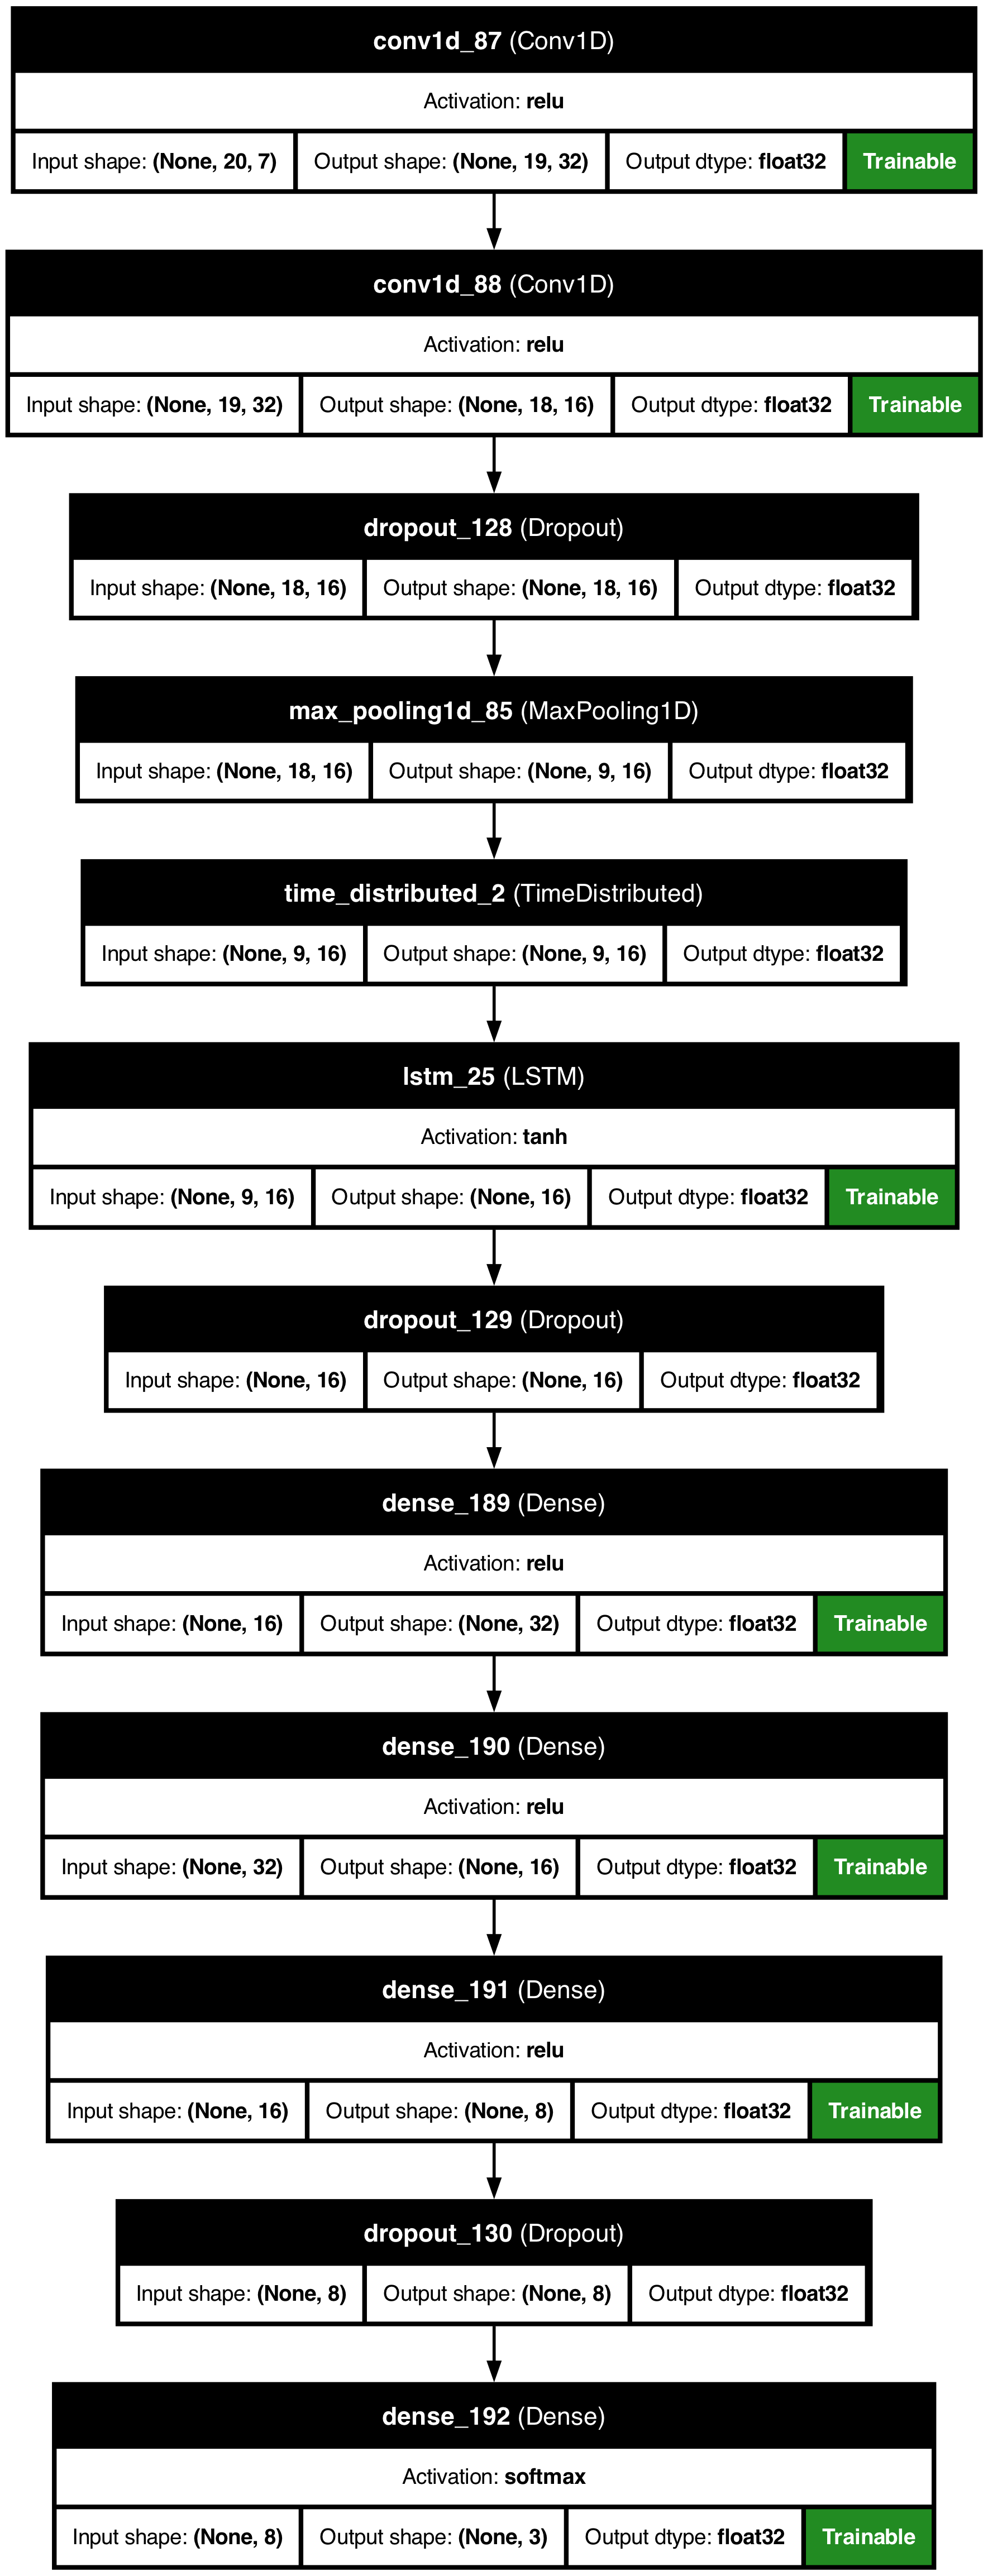 conv1d_87 (Conv1D)
Activation: relu
Input shape: (None, 20, 7) Output shape: (None, 19, 32) Output dtype: float32 Trainable
conv1d_88 (Conv1D)
Activation: relu
Input shape: (None, 19, 32) Output shape: (None, 18, 16) Output dtype: float32 Trainable
dropout_128 (Dropout)
Input shape: (None, 18, 16) Output shape: (None, 18, 16) Output dtype: float32
max_pooling1d_85 (MaxPooling1D)
Input shape: (None, 18, 16) Output shape: (None, 9, 16) Output dtype: float32
time_distributed_2 (TimeDistributed)
Input shape: (None, 9, 16) Output shape: (None, 9, 16) Output dtype: float32
lstm_25 (LSTM)
Activation: tanh
Input shape: (None, 9, 16) Output shape: (None, 16) Output dtype: float32 Trainable
dropout_129 (Dropout)
Input shape: (None, 16) Output shape: (None, 16) Output dtype: float32
dense_189 (Dense)
Activation: relu
Input shape: (None, 16) Output shape: (None, 32) Output dtype: float32 Trainable
dense_190 (Dense)
Activation: relu
Input shape: (None, 32) Output shape: (None, 16) Output dtype: float32 Trainable
dense_191 (Dense)
Activation: relu
Input shape: (None, 16) Output shape: (None, 8) Output dtype: float32 Trainable
dropout_130 (Dropout)
Input shape: (None, 8) Output shape: (None, 8) Output dtype: float32
dense_192 (Dense)
Activation: softmax
Input shape: (None, 8) Output shape: (None, 3) Output dtype: float32 Trainable